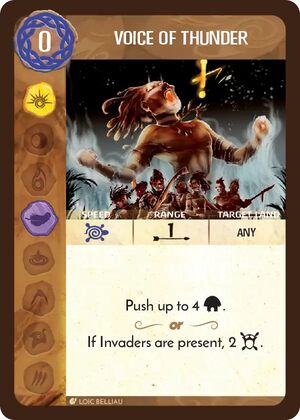 0
VOICE OF THUNDER
SPEED RANGE TARGET LAND
1 ANY
Push up to 4 .
or
If Invaders are present, 2 .
LOIC BELLIAU